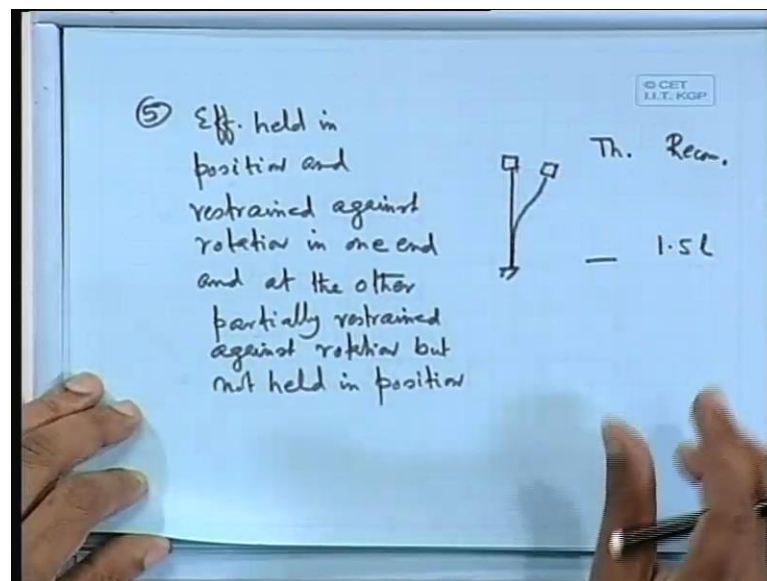 © CET
I.I.T. KGP
⑤ Eff. held in
position and
restrained against
rotation in one end
and at the other
partially restrained
against rotation but
not held in position
Th. Recom.
— 1.5l